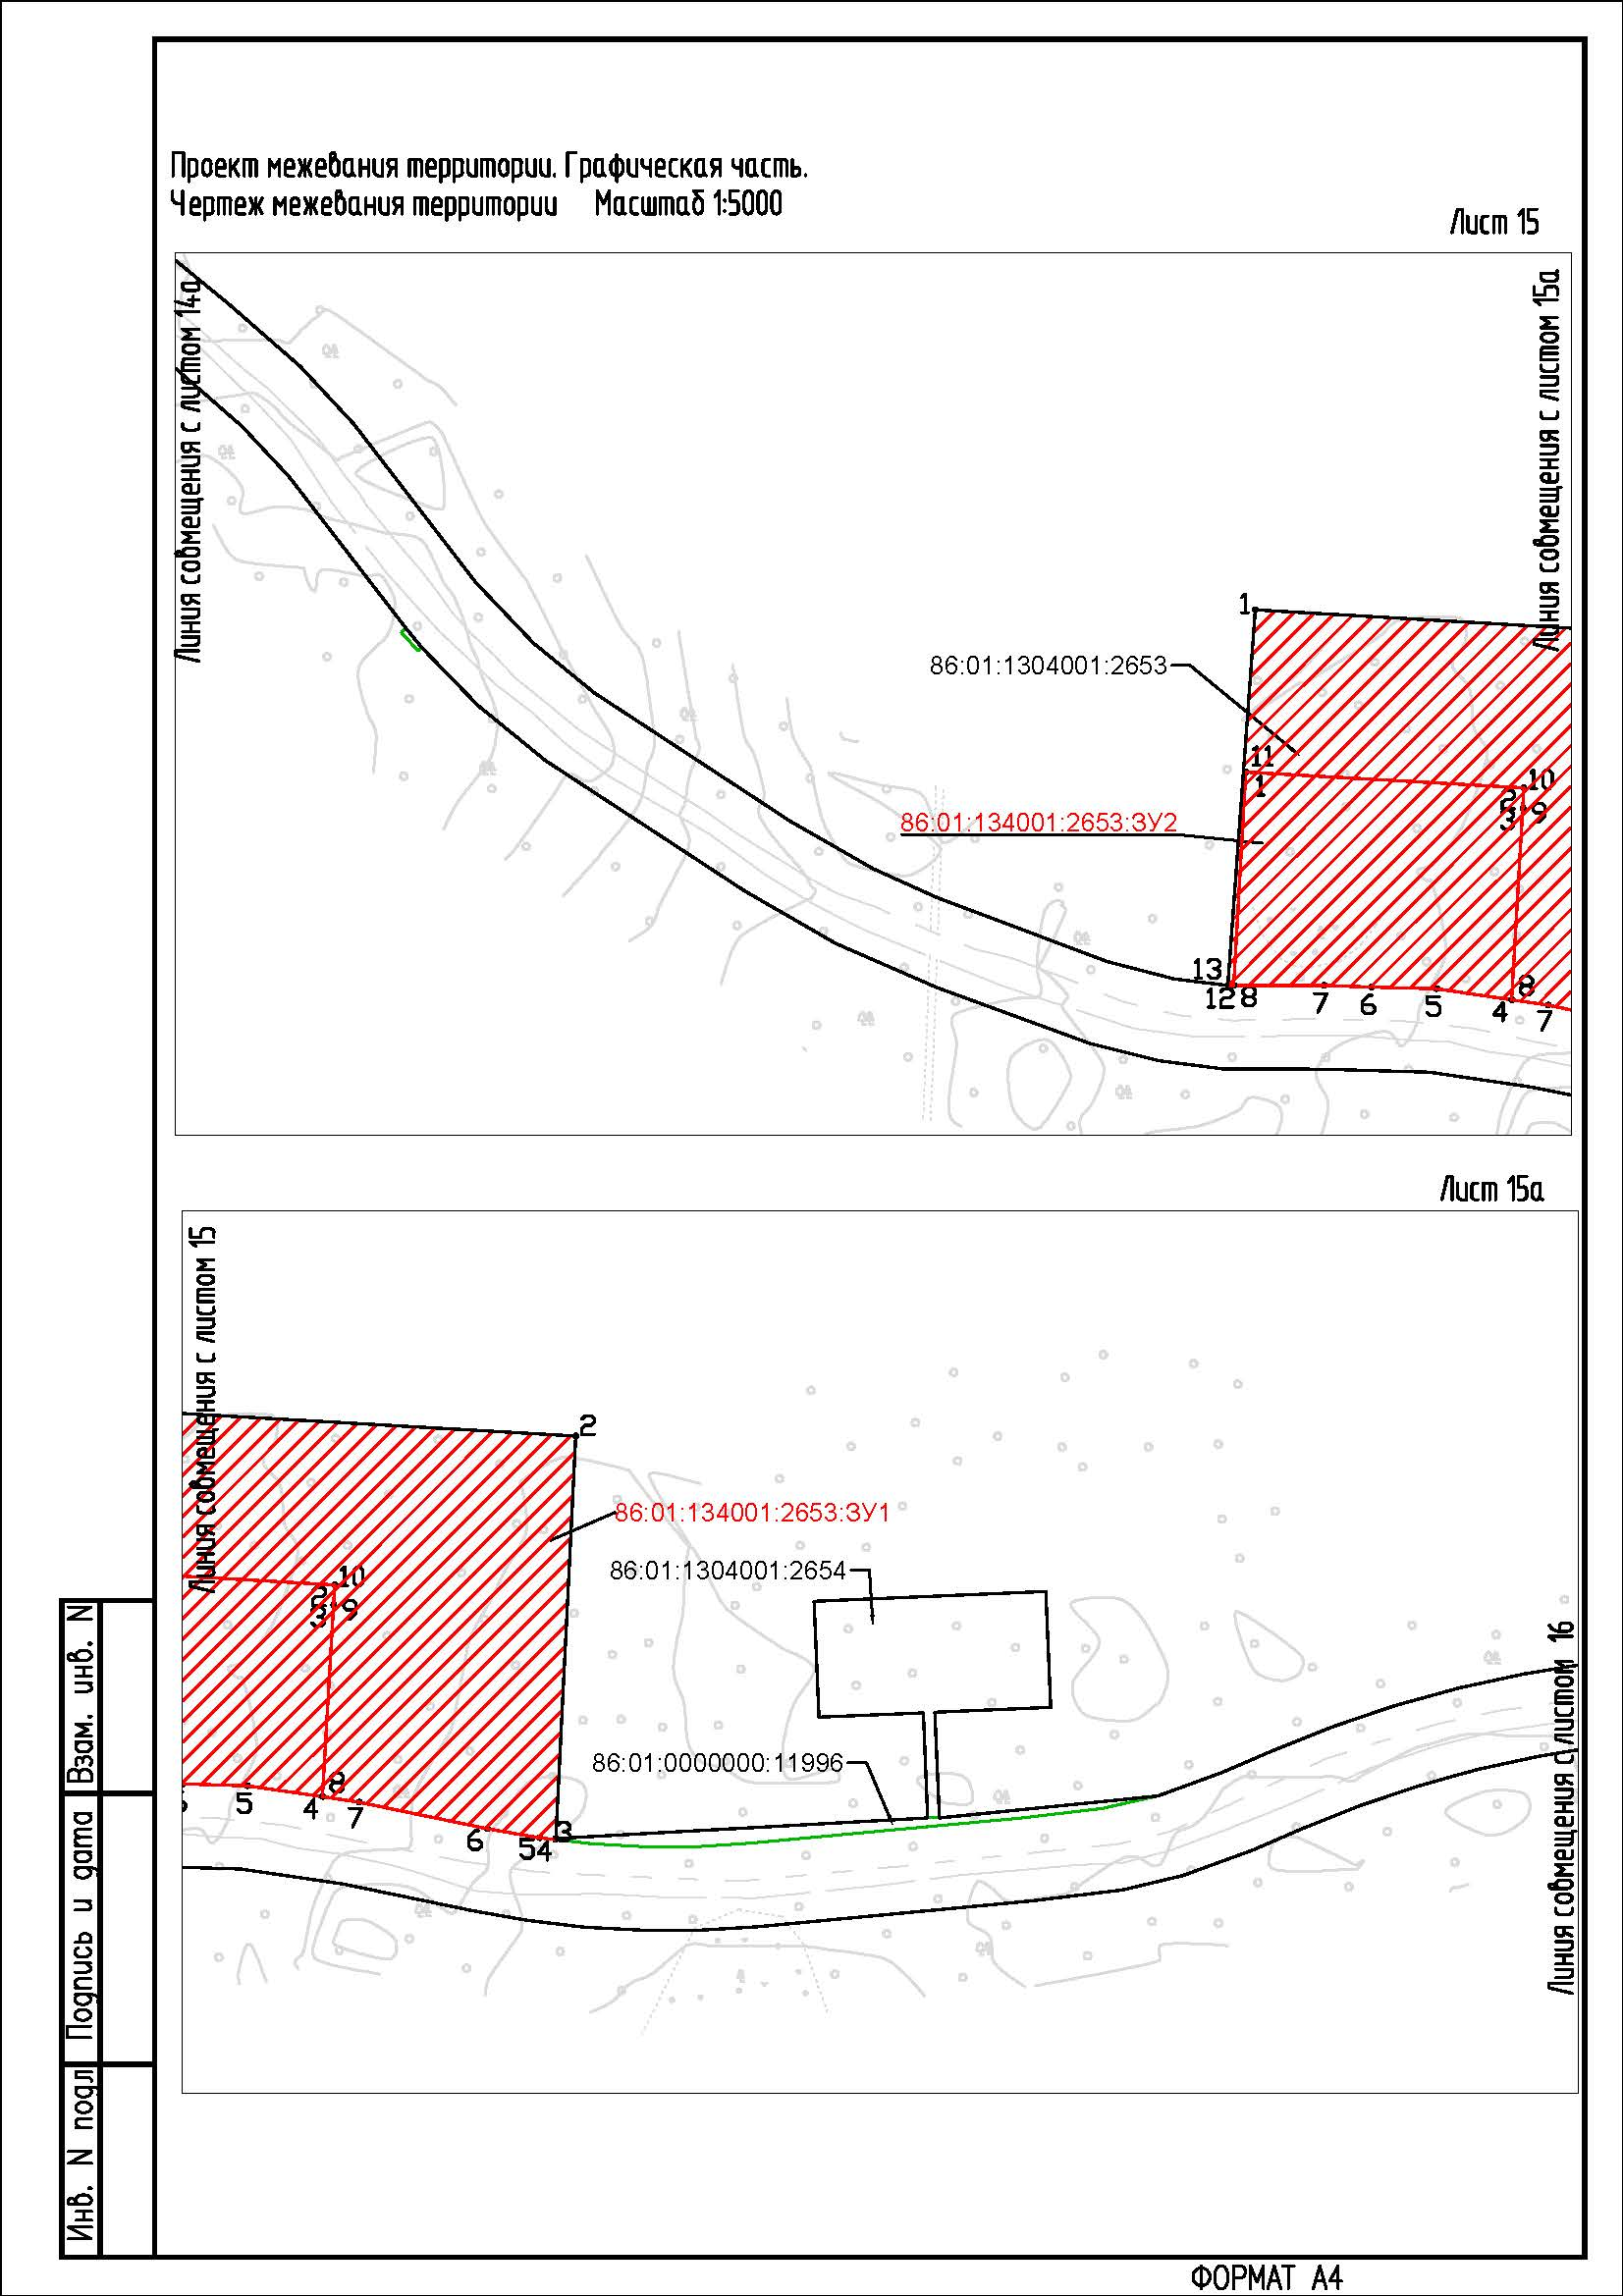 Проект межевания территории. Графическая часть.
Чертеж межевания территории Масштаб 1:5000
Лист 15
Линия совмещения с листом 14а
Линия совмещения с листом 15а
1
86:01:1304001:2653
11
1
10
2
9
3
86:01:134001:2653:ЗУ2
13
12
8
7
6
5
4
8
7
Лист 15а
Линия совмещения с листом 15
2
86:01:134001:2653:ЗУ1
86:01:1304001:2654
10
2
9
3
86:01:0000000:11996
8
5
4
7
6
5
4
3
Линия совмещения с листом 16
Взам. инв. N
Подпись и дата
Инв. N подл
ФОРМАТ А4